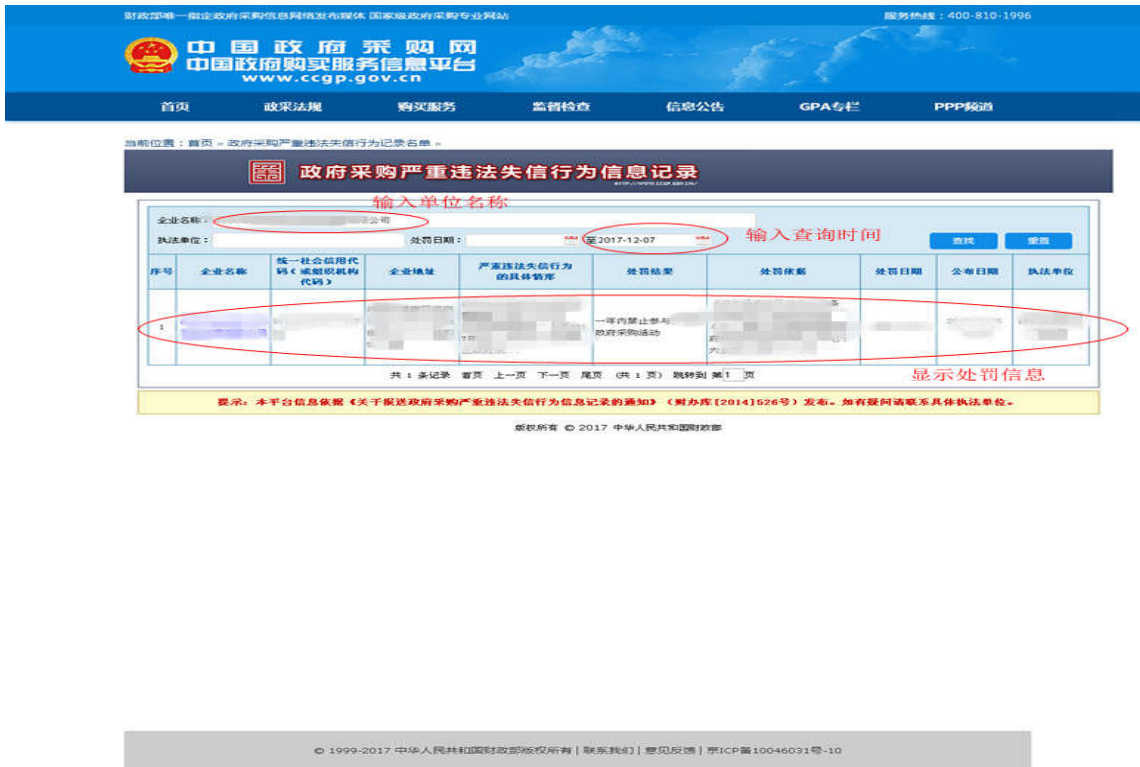 财政部唯一指定政府采购信息网络发布媒体 国家级政府采购专业网站 服务热线：400-810-1996
中国政府采购网
中国政府购买服务信息平台
www.ccgp.gov.cn
首页 政采法规 购买服务 监督检查 信息公告 GPA专栏 PPP频道
当前位置：首页 » 政府采购严重违法失信行为记录名单 »
政府采购严重违法失信行为信息记录
HTTP://WWW.CCGP.GOV.CN/
输入单位名称
企业名称： 公司
执法单位： 处罚日期： 至2017-12-07 输入查询时间 查找 重置
序号 企业名称 统一社会信用代码（或组织机构代码） 企业地址 严重违法失信行为的具体情形 处罚结果 处罚依据 处罚日期 公布日期 执法单位
1 一年内禁止参与政府采购活动
共 1 条记录 首页 上一页 下一页 尾页 （共 1 页） 跳转到 第1 页
显示处罚信息
提示：本平台信息依据《关于报送政府采购严重违法失信行为信息记录的通知》（财办库[2014]526号）发布。如有疑问请联系具体执法单位。
版权所有 © 2017 中华人民共和国财政部
© 1999-2017 中华人民共和国财政部版权所有 | 联系我们 | 意见反馈 | 京ICP备10046031号-10